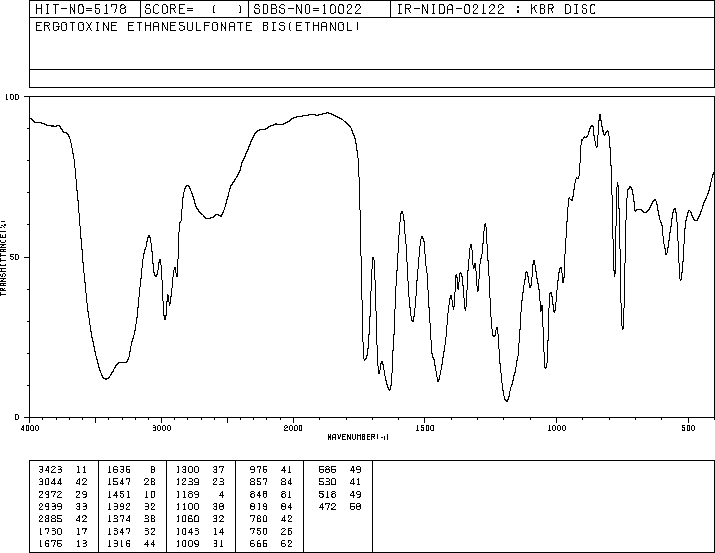 HIT-NO=5178 SCORE= ( ) SDBS-NO=10022 IR-NIDA-02122 : KBR DISC
ERGOTOXINE ETHANESULFONATE BIS(ETHANOL)
100
TRANSMITTANCE(%)
50
0
4000 3000 2000 1500 1000 500
WAVENUMBER(-1)
3423 11 1636 8 1300 37 976 41 586 49
3044 42 1547 28 1239 23 857 84 530 41
2972 29 1451 10 1189 4 848 81 518 49
2939 33 1392 32 1100 38 819 84 472 58
2885 42 1374 38 1060 32 780 42
1730 17 1347 32 1043 14 750 26
1676 13 1316 44 1009 31 666 62